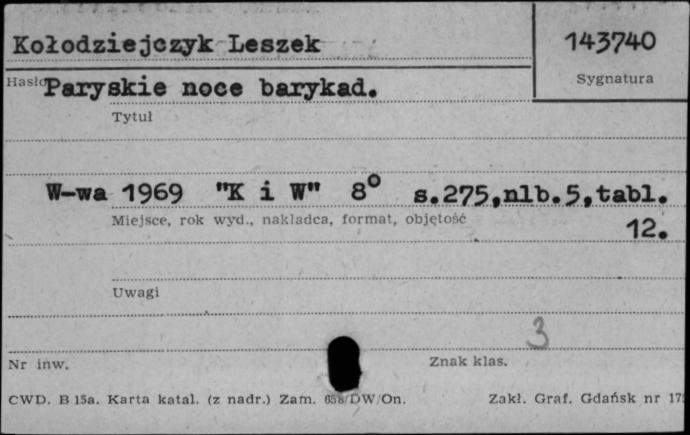 Kołodziejczyk Leszek
143740
Hasło
Sygnatura
Paryskie noce barykad.
Tytuł
W-wa 1969 "K i W" 8° s.275,nlb.5,tabl.
Miejsce, rok wyd., nakładca, format, objętość
12.
Uwagi
3
Nr inw.
Znak klas.
CWD. B 15a. Karta katal. (z nadr.) Zam. 658/DW/On.
Zakł. Graf. Gdańsk nr